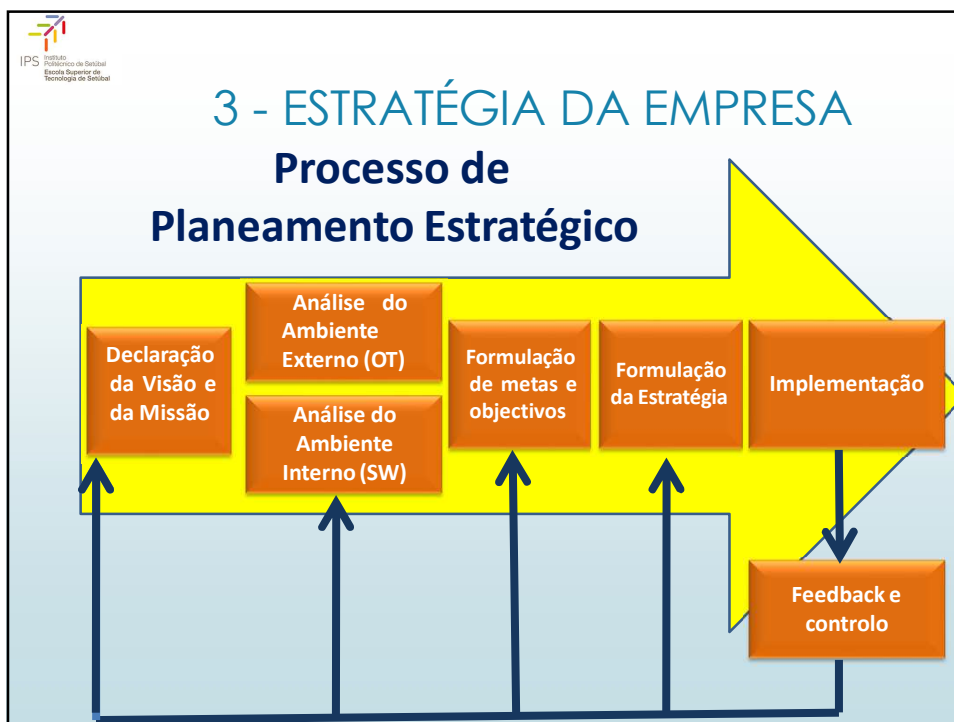 IPS Instituto
Politécnico de Setúbal
Escola Superior de
Tecnologia de Setúbal
3 - ESTRATÉGIA DA EMPRESA
Processo de
Planeamento Estratégico
Declaração
da Visão e
da Missão
Análise do
Ambiente
Externo (OT)
Análise do
Ambiente
Interno (SW)
Formulação
de metas e
objectivos
Formulação
da Estratégia
Implementação
Feedback e
controlo